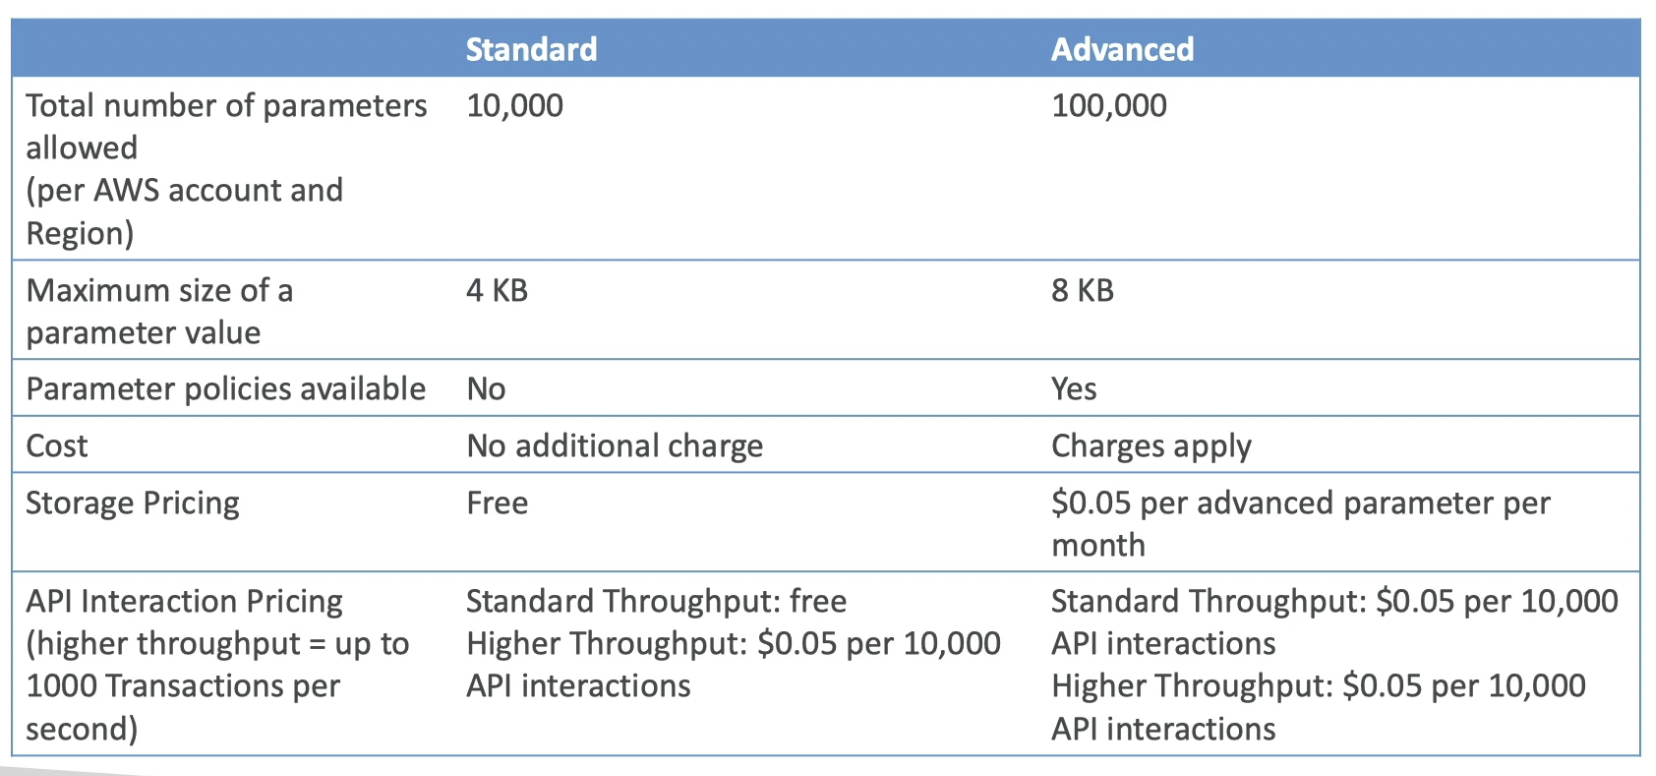 Standard Advanced
Total number of parameters 10,000 100,000
allowed
(per AWS account and
Region)
Maximum size of a 4 KB 8 KB
parameter value
Parameter policies available No Yes
Cost No additional charge Charges apply
Storage Pricing Free $0.05 per advanced parameter per
month
API Interaction Pricing Standard Throughput: free Standard Throughput: $0.05 per 10,000
(higher throughput = up to Higher Throughput: $0.05 per 10,000 API interactions
1000 Transactions per API interactions Higher Throughput: $0.05 per 10,000
second) API interactions